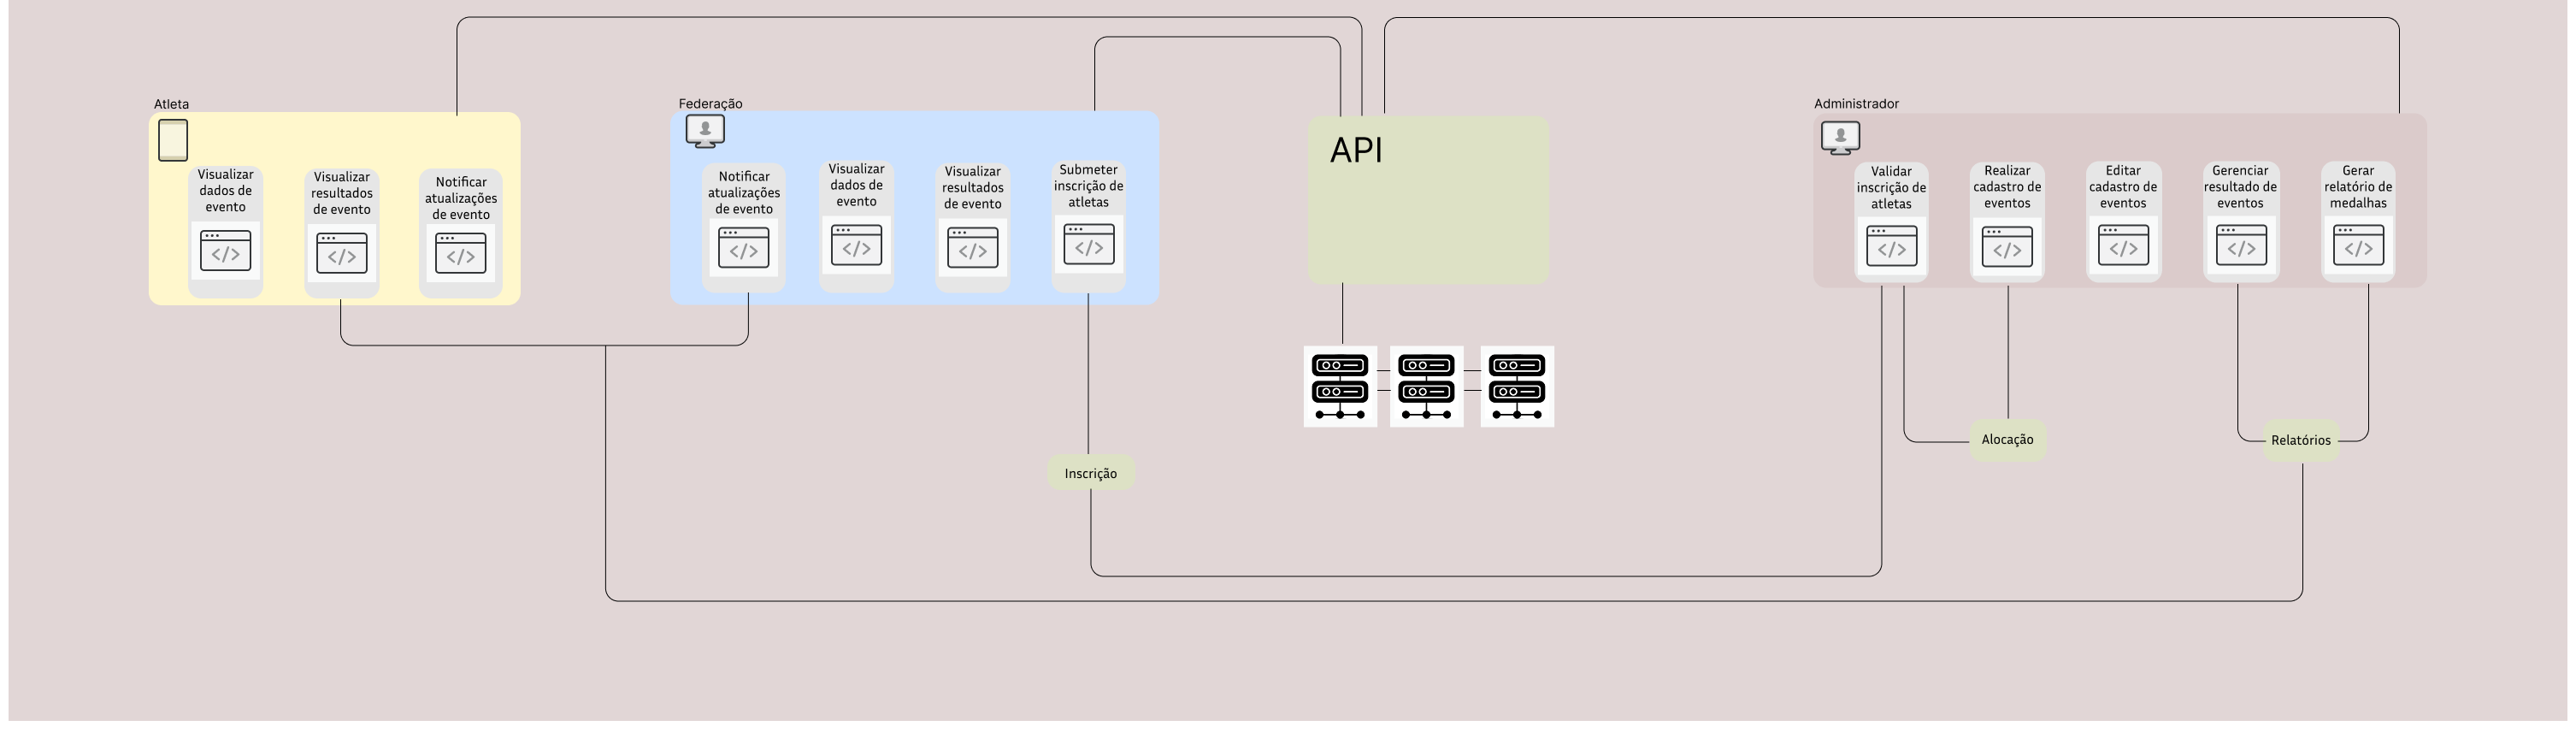 Atleta
Visualizar
dados de
evento
Visualizar
resultados
de evento
Notificar
atualizações
de evento
Federação
Notificar
atualizações
de evento
Visualizar
dados de
evento
Visualizar
resultados
de evento
Submeter
inscrição de
atletas
API
Administrador
Validar
inscrição de
atletas
Realizar
cadastro de
eventos
Editar
cadastro de
eventos
Gerenciar
resultado de
eventos
Gerar
relatório de
medalhas
Alocação
Relatórios
Inscrição